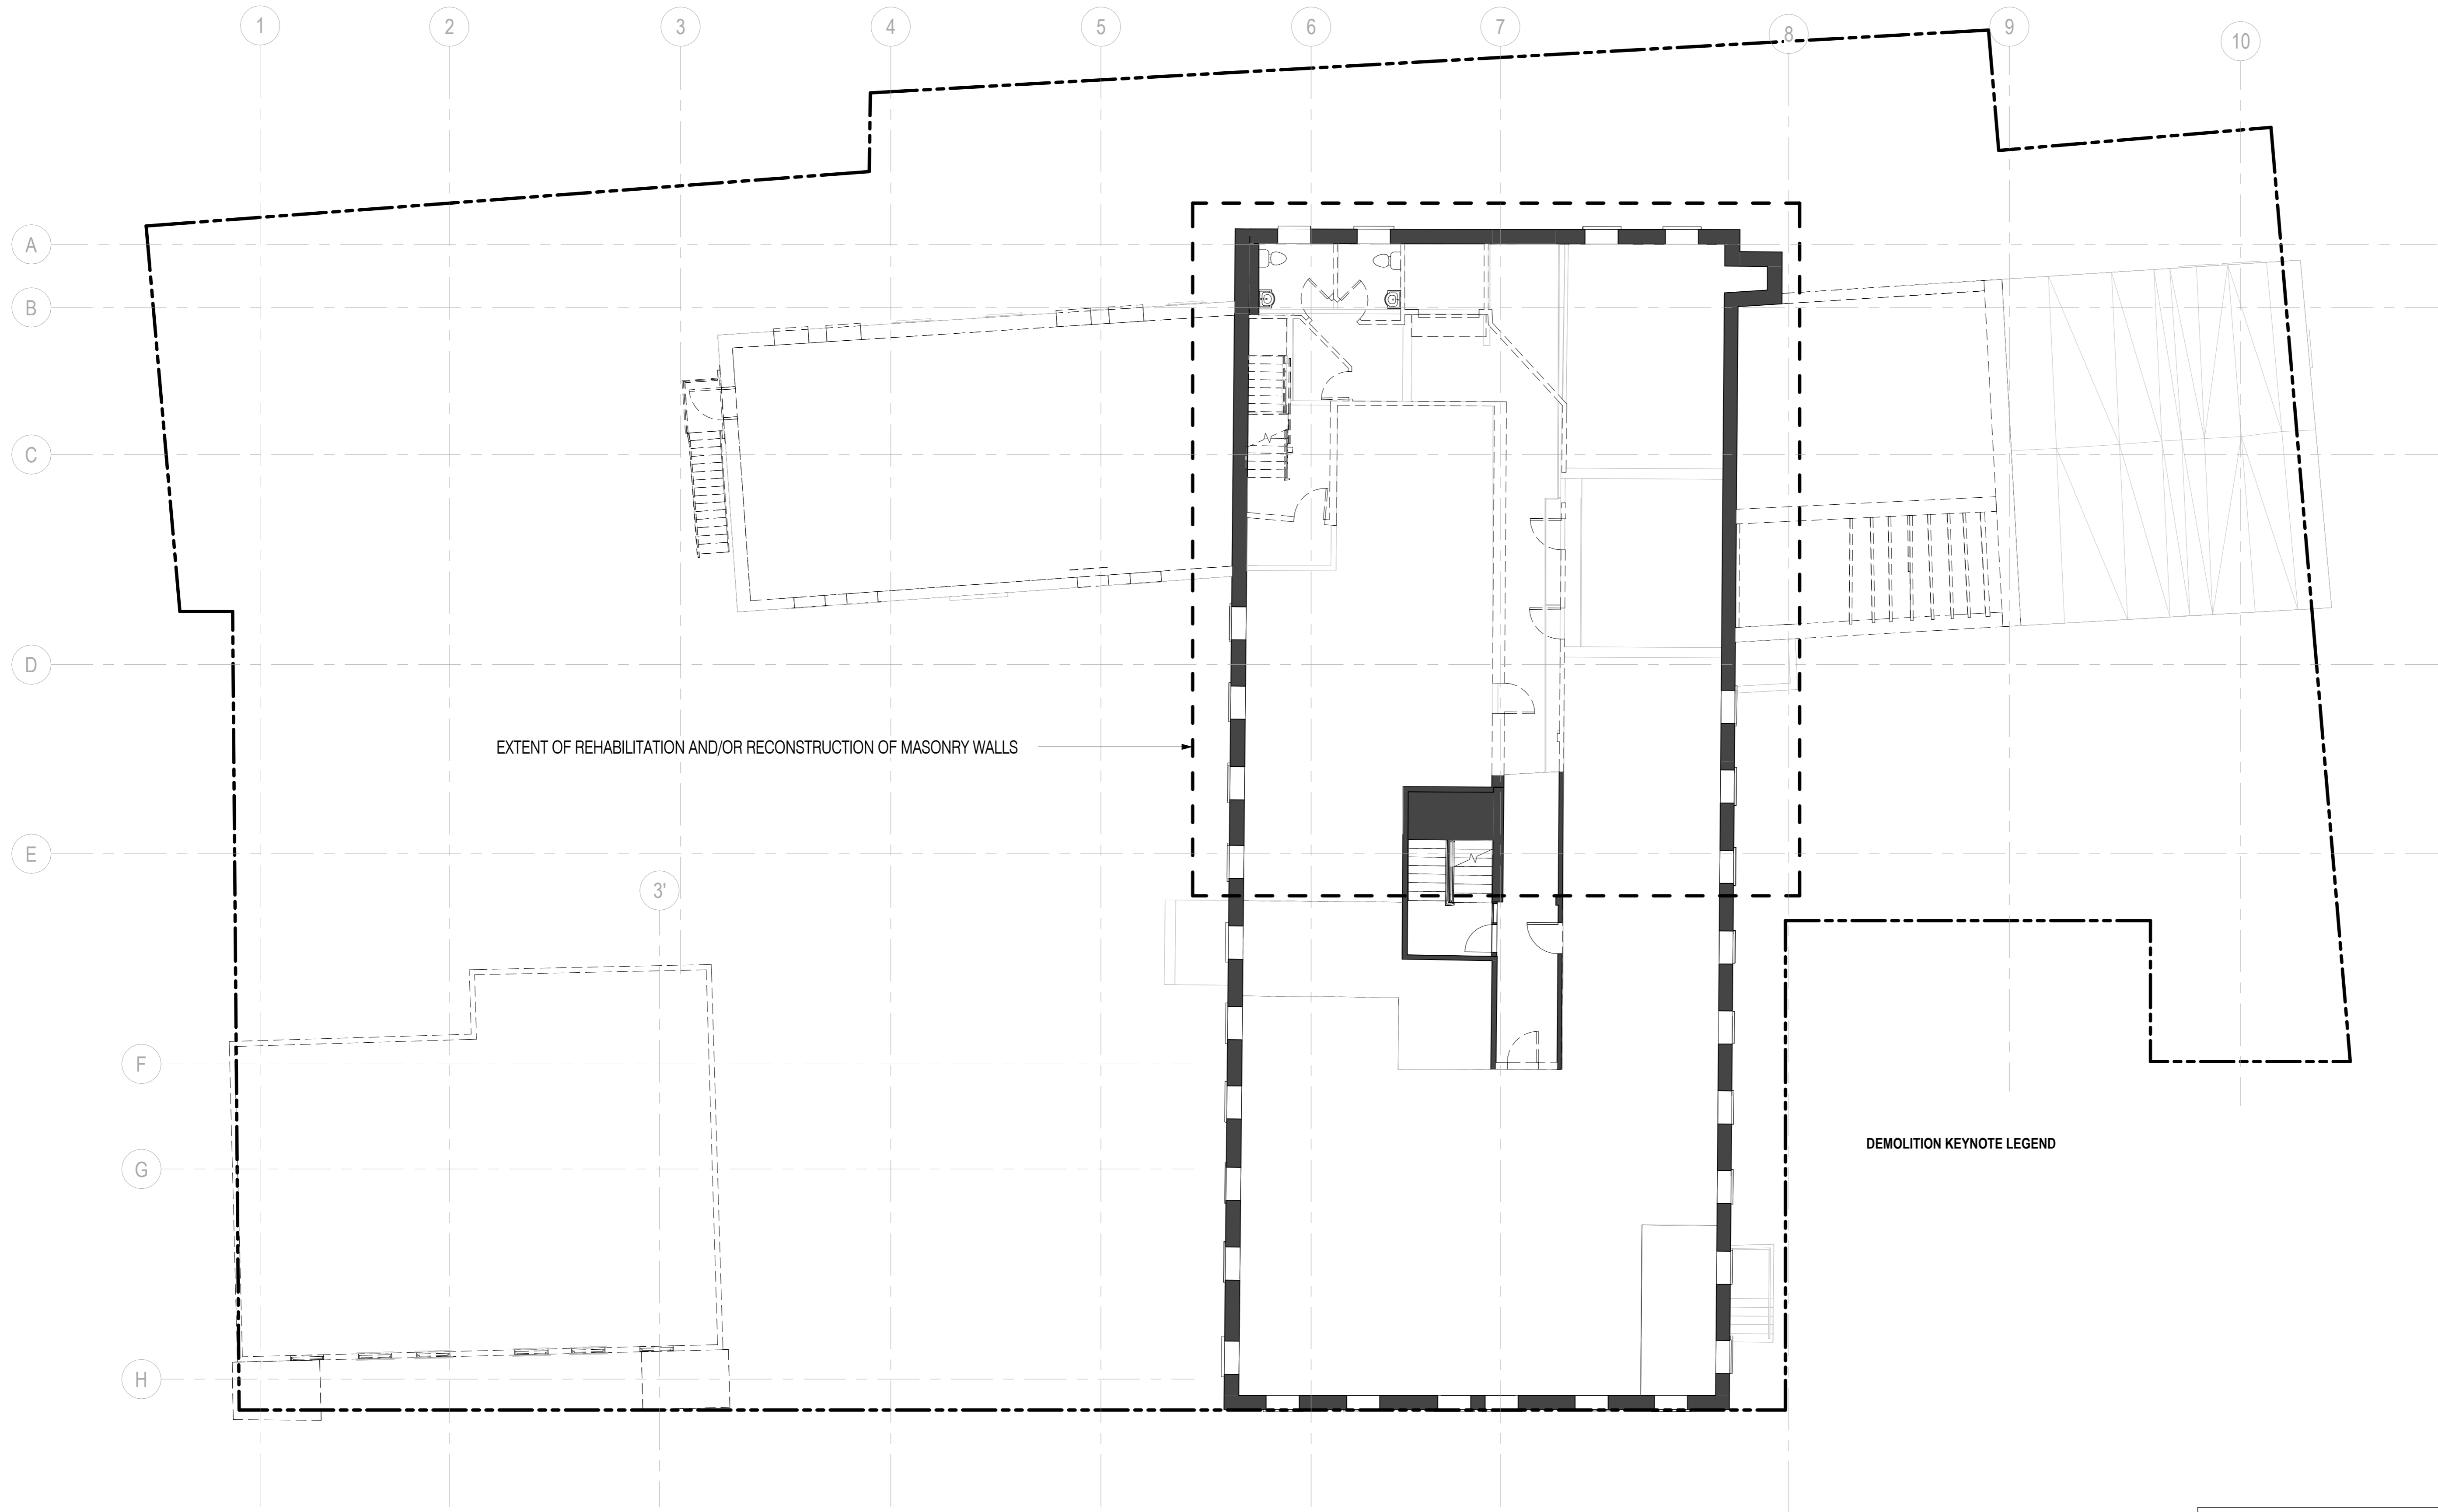 1
2
3
4
5
6
7
8
9
10
A
B
C
D
EXTENT OF REHABILITATION AND/OR RECONSTRUCTION OF MASONRY WALLS
E
3'
F
DEMOLITION KEYNOTE LEGEND
G
H